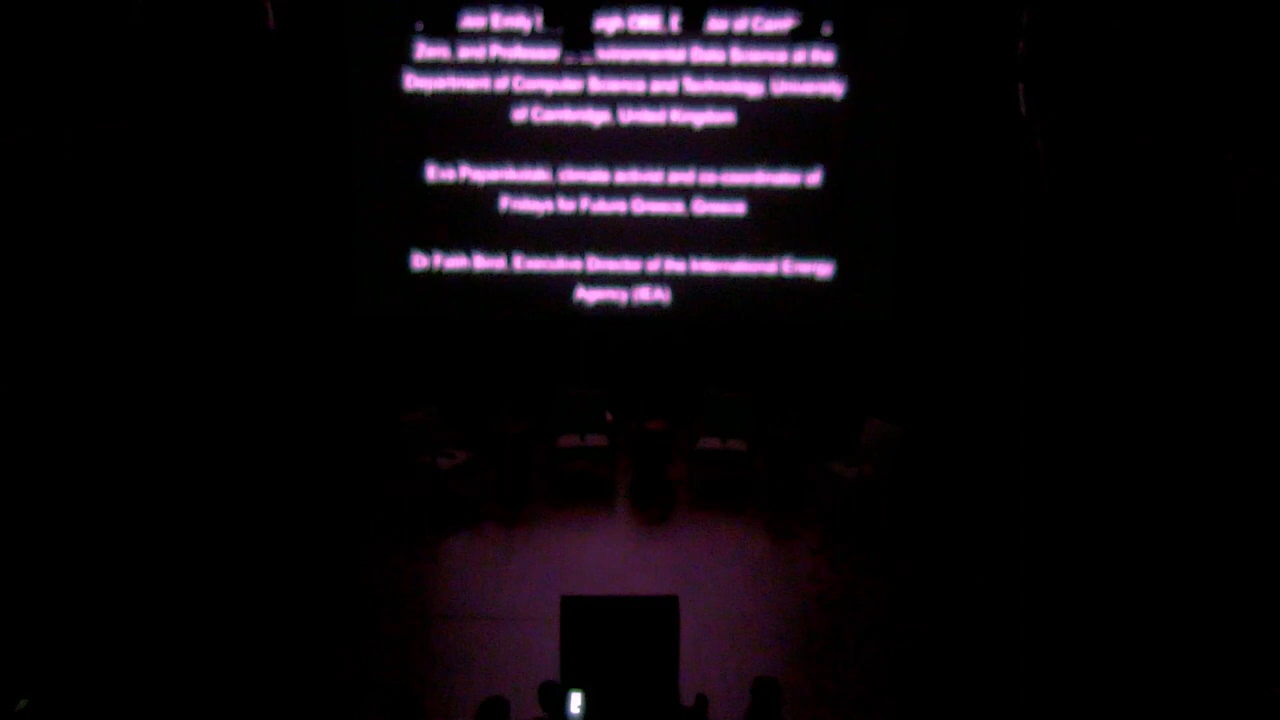 Emily
Zero, and Professor Environmental Data Science at the
Department of Computer Science and Technology, University
of Cambridge, United Kingdom
climate activist and co-coordinator of
Fridays for Future Greece, Greece
Dr Fatih Birol, Executive Director of the International Energy
Agency (IEA)